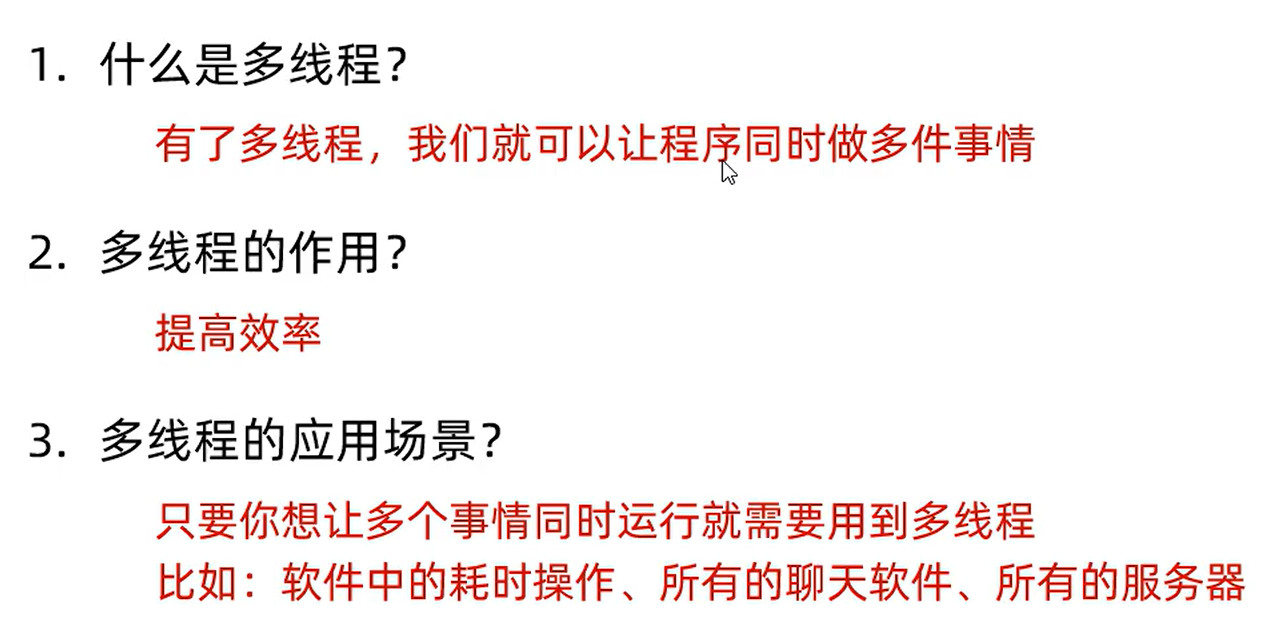 1. 什么是多线程？
有了多线程，我们就可以让程序同时做多件事情
2. 多线程的作用？
提高效率
3. 多线程的应用场景？
只要你想让多个事情同时运行就需要用到多线程
比如：软件中的耗时操作、所有的聊天软件、所有的服务器